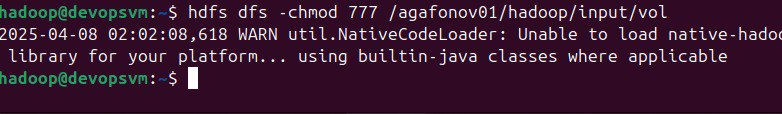 hadoop@devopsvm:~$ hdfs dfs -chmod 777 /agafonov01/hadoop/input/vol
2025-04-08 02:02:08,618 WARN util.NativeCodeLoader: Unable to load native-hadoo
library for your platform... using builtin-java classes where applicable
hadoop@devopsvm:~$